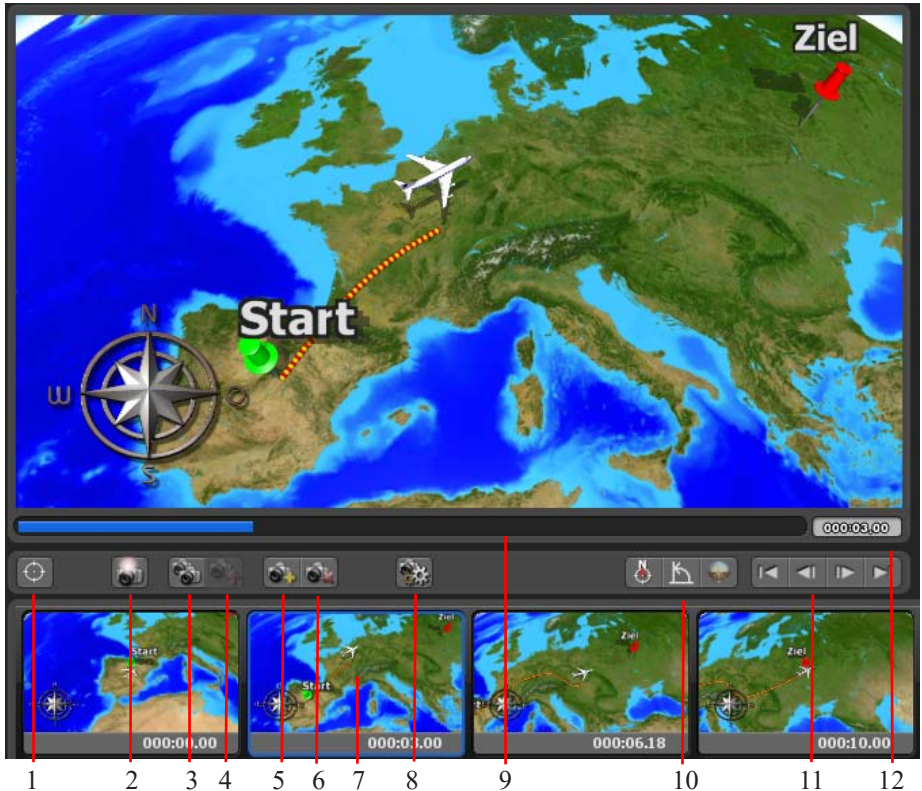 Ziel
Start
N
W
O
S
000:03,00
N
Start
000:00.00
Ziel
Start
000:03.00
Ziel
000:06.18
Ziel
000:10.00
1 2 3 4 5 6 7 8 9 10 11 12